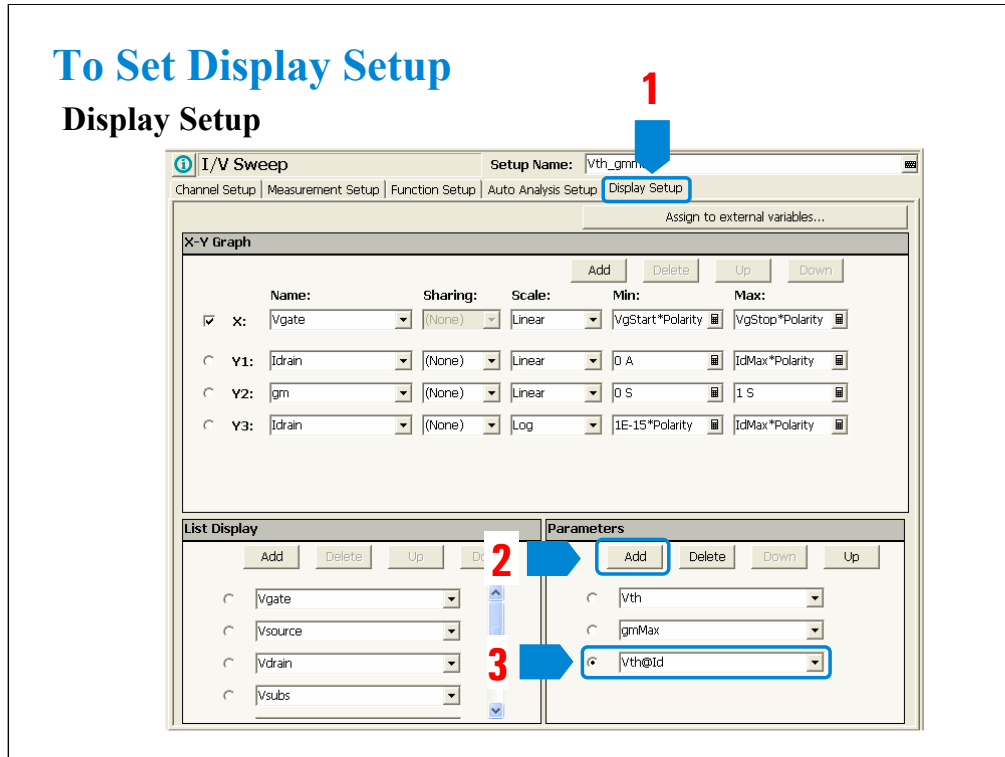 To Set Display Setup
1
Display Setup
I/V Sweep Setup Name:
Channel Setup Measurement Setup Function Setup Auto Analysis Setup Display Setup
Assign to external variables...
X-Y Graph
Add Delete Up Down
Name: Sharing: Scale: Min: Max:
X: Vgate (None) Linear VgStart*Polarity VgStop*Polarity
Y1: Idrain (None) Linear 0 A IdMax*Polarity
Y2: gm (None) Linear 0 S 1 S
Y3: Idrain (None) Log 1E-15*Polarity IdMax*Polarity
List Display Parameters
Add Delete Up 2 Add Delete Down Up
Vgate Vth
Vsource gmMax
Vdrain 3 Vth@Id
Vsubs